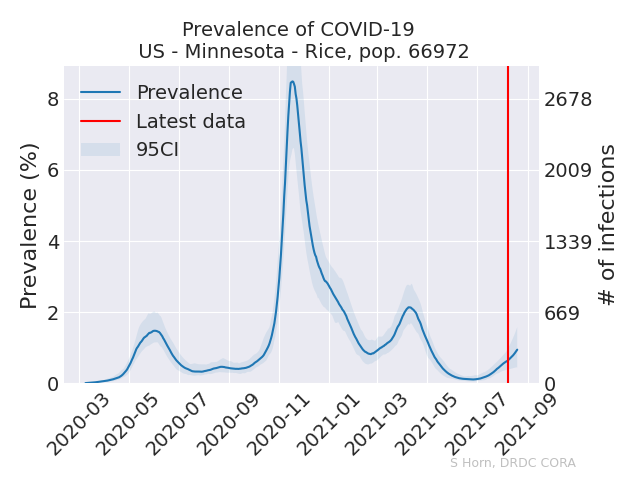 Prevalence of COVID-19
US - Minnesota - Rice, pop. 66972
Prevalence
Latest data
95CI
Prevalence (%)
8
6
4
2
0
2678
2009
1339
669
0
# of infections
2020-03
2020-05
2020-07
2020-09
2020-11
2021-01
2021-03
2021-05
2021-07
2021-09
S Horn, DRDC CORA